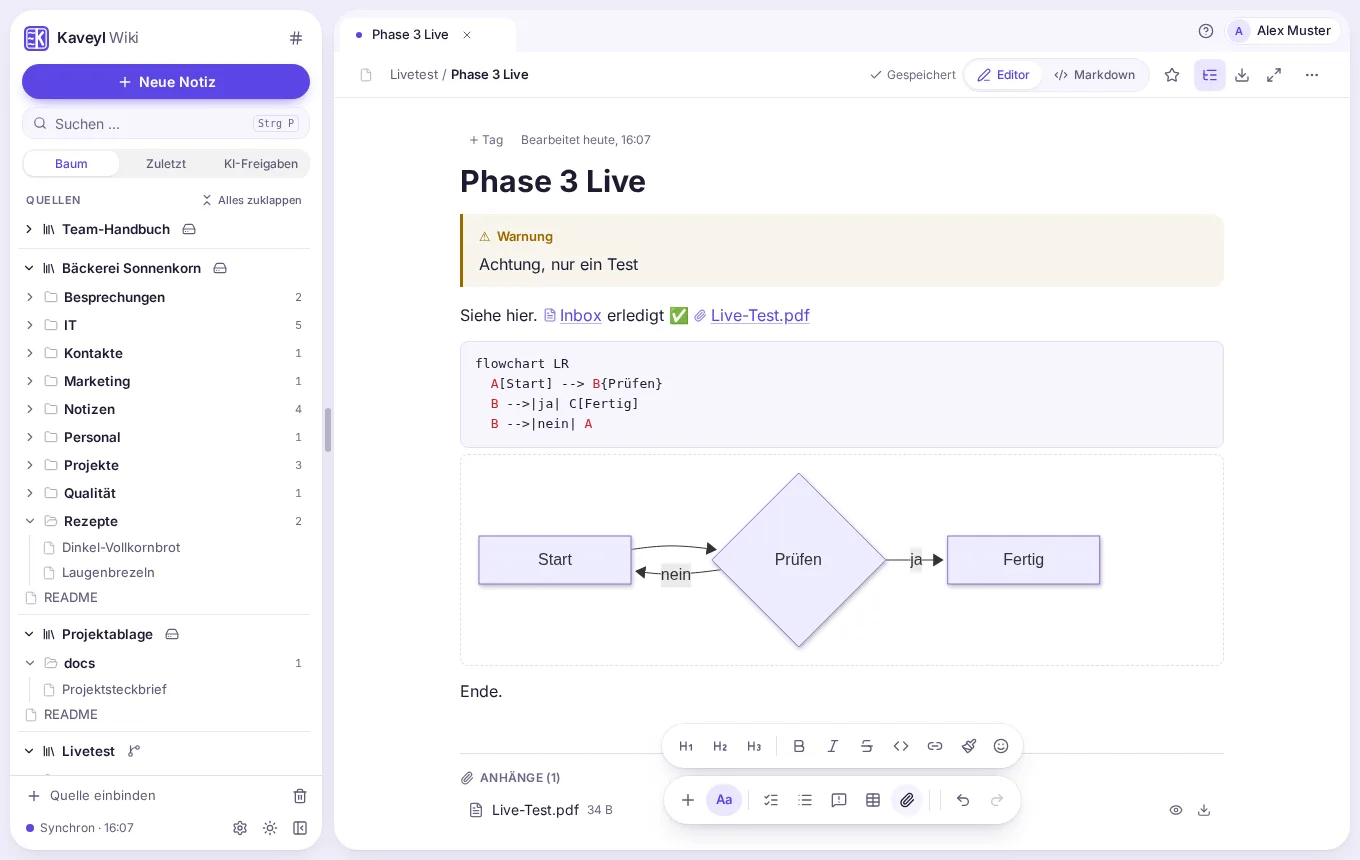 Kaveyl Wiki
Neue Notiz
Suchen ...
Strg P
Baum
Zuletzt
KI-Freigaben
QUELLEN
Alles zuklappen
Team-Handbuch
Bäckerei Sonnenkorn
Besprechungen 2
IT 5
Kontakte 1
Marketing 1
Notizen 4
Personal 1
Projekte 3
Qualität 1
Rezepte 2
Dinkel-Vollkornbrot
Laugenbrezeln
README
Projektablage
docs 1
Projektsteckbrief
README
Livetest
Quelle einbinden
Synchron · 16:07
Phase 3 Live
A Alex Muster
Livetest / Phase 3 Live
Gespeichert
Editor
Markdown
+ Tag
Bearbeitet heute, 16:07
Phase 3 Live
⚠ Warnung
Achtung, nur ein Test
Siehe hier. Inbox erledigt ✅ Live-Test.pdf
flowchart LR
A[Start] --> B{Prüfen}
B -->|ja| C[Fertig]
B -->|nein| A
Start
nein
Prüfen
ja
Fertig
Ende.
H1 H2 H3 B I S
ANHÄNGE (1)
Live-Test.pdf 34 B
Aa